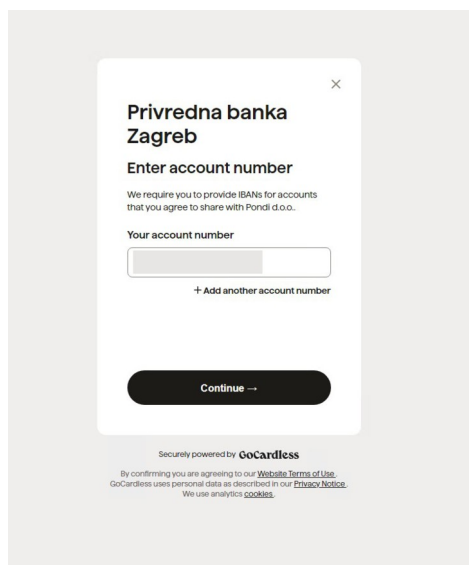 Privredna banka
Zagreb
Enter account number
We require you to provide IBANs for accounts
that you agree to share with Pondi d.o.o..
Your account number
+ Add another account number
Continue →
Securely powered by GoCardless
By confirming you are agreeing to our Website Terms of Use .
GoCardless uses personal data as described in our Privacy Notice .
We use analytics cookies .